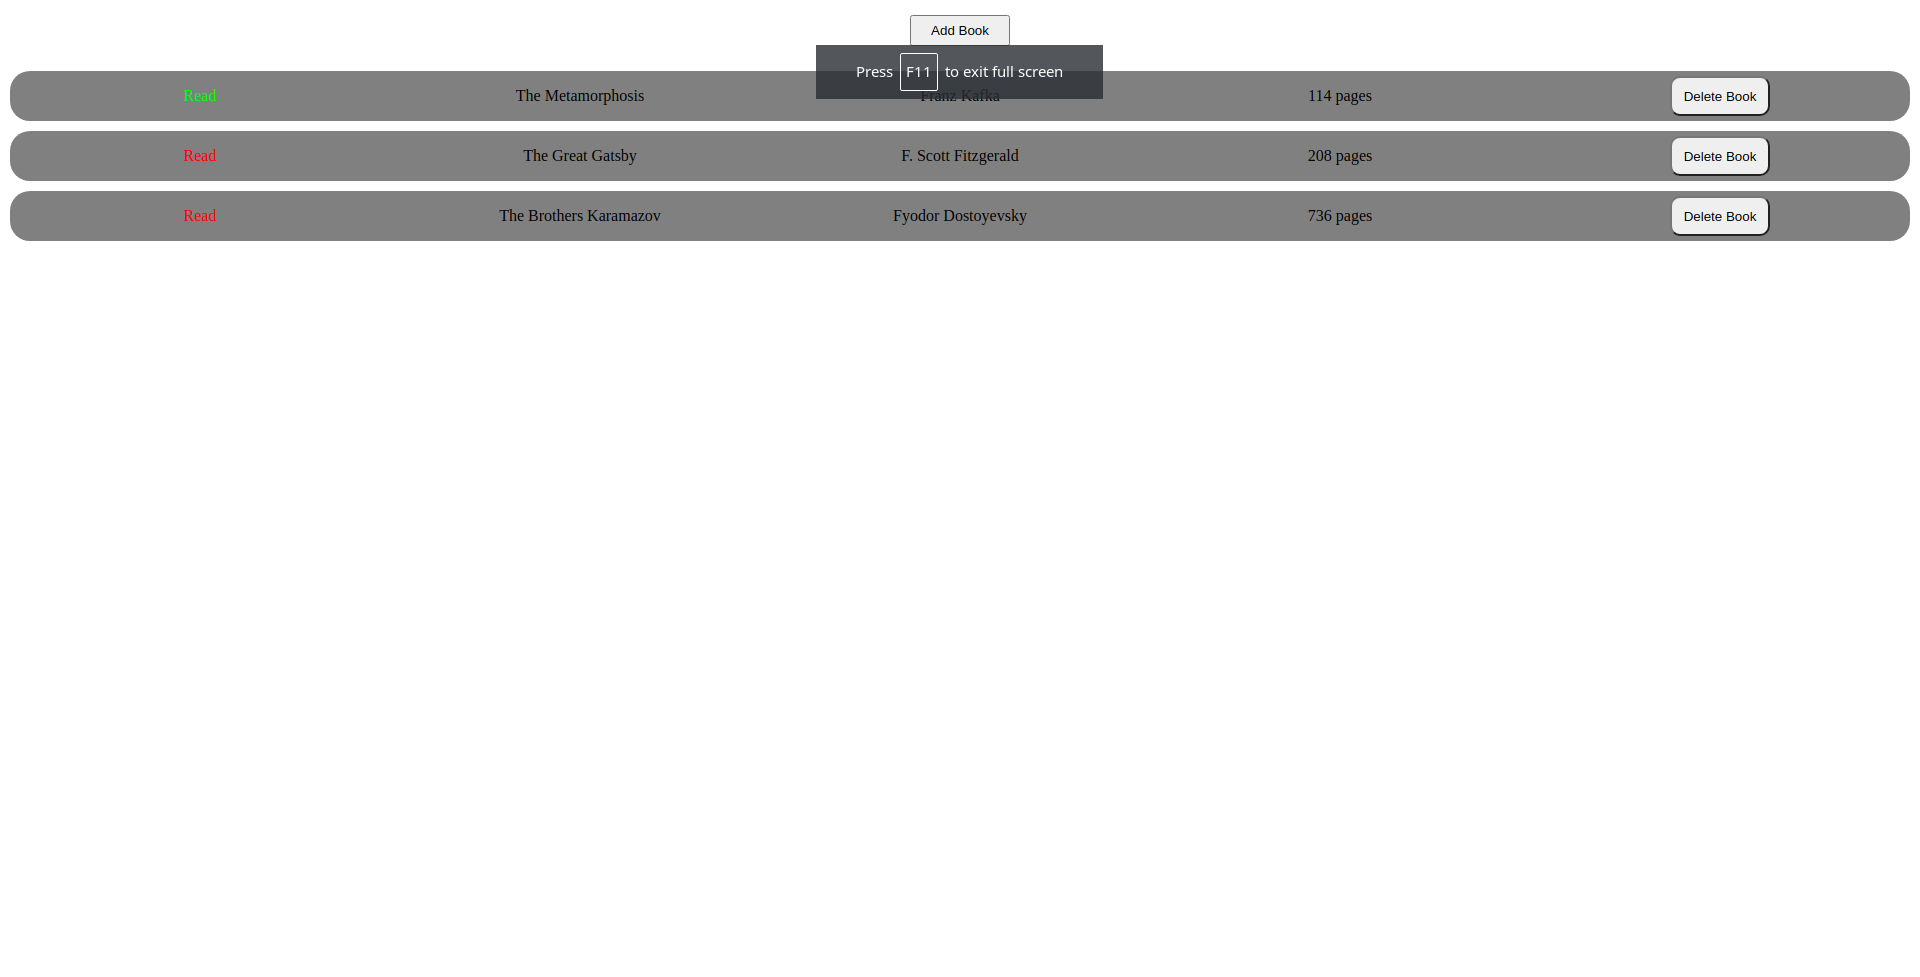 Add Book
Press F11 to exit full screen
Read The Metamorphosis Franz Kafka 114 pages Delete Book
Read The Great Gatsby F. Scott Fitzgerald 208 pages Delete Book
Read The Brothers Karamazov Fyodor Dostoyevsky 736 pages Delete Book